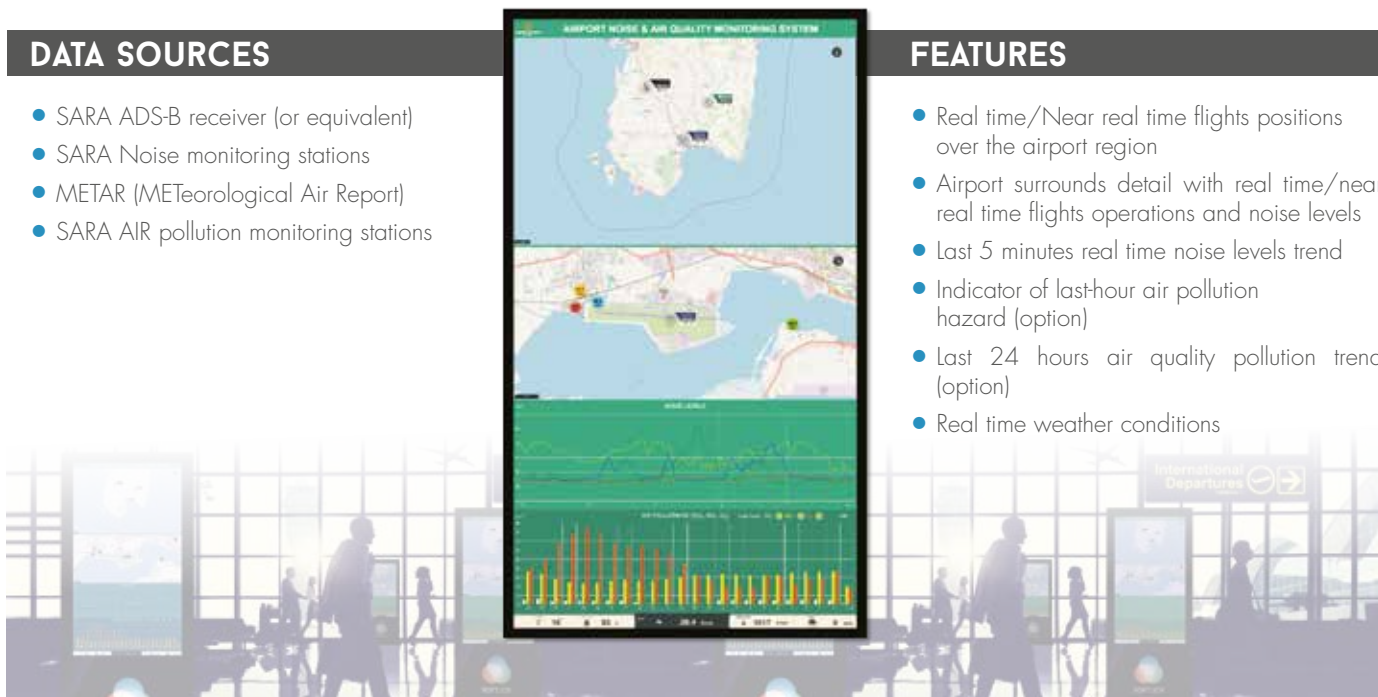 DATA SOURCES
SARA ADS-B receiver (or equivalent)
SARA Noise monitoring stations
METAR (METeorological Air Report)
SARA AIR pollution monitoring stations
AIRPORT NOISE & AIR QUALITY MONITORING SYSTEM
NOISE LEVELS
FEATURES
Real time/Near real time flights positions
over the airport region
Airport surrounds detail with real time/near
real time flights operations and noise levels
Last 5 minutes real time noise levels trend
Indicator of last-hour air pollution
hazard (option)
Last 24 hours air quality pollution trend
(option)
Real time weather conditions
International
Departures